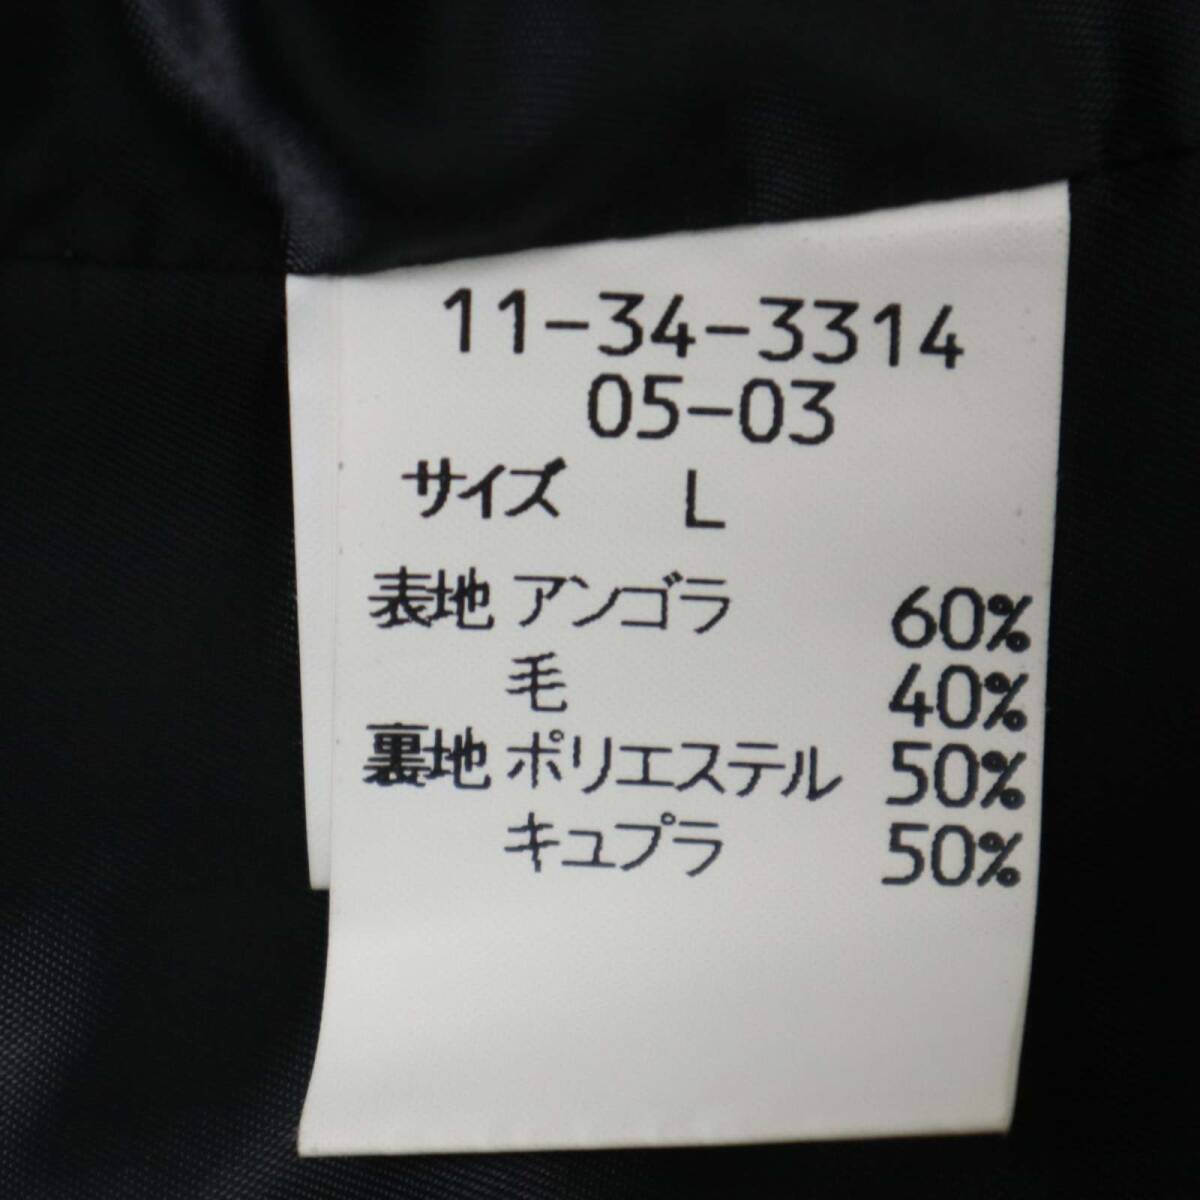 11-34-3314
05-03
サイズ L
表地 アンゴラ 60%
毛 40%
裏地 ポリエステル 50%
キュプラ 50%